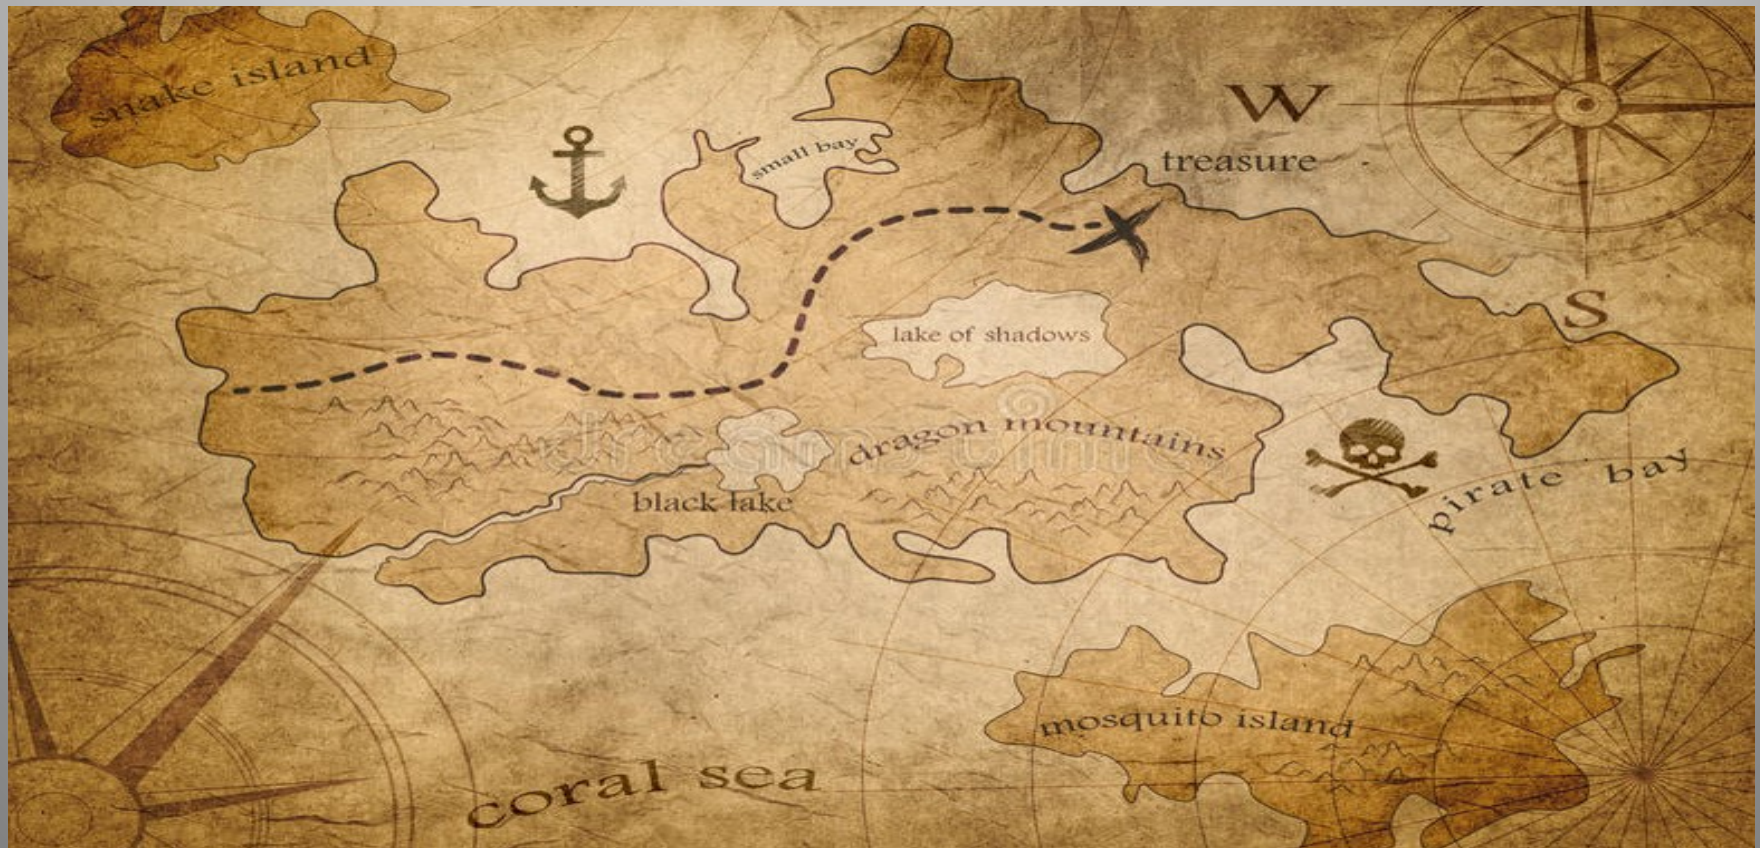 snake island
small bay
W
treasure
S
lake of shadows
dragon mountains
black lake
pirate bay
mosquito island
coral sea